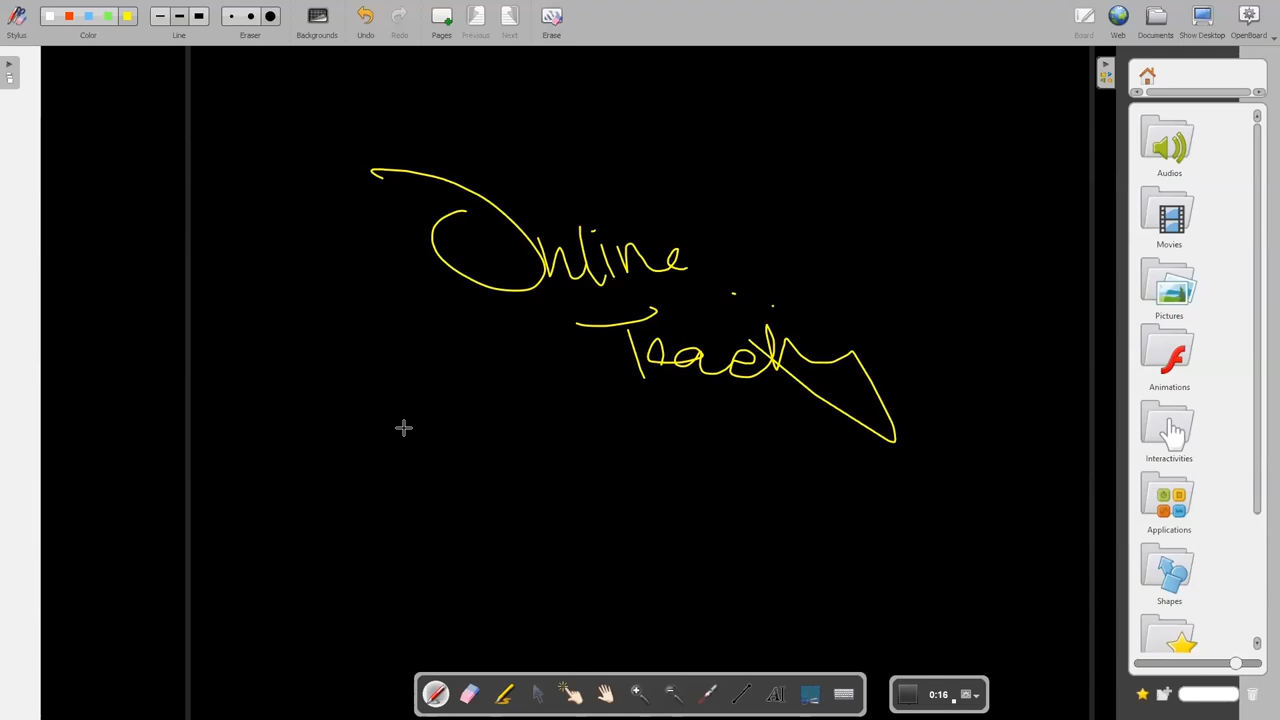 Stylus
Color
Line
Eraser
Backgrounds
Undo
Redo
Pages
Previous
Next
Erase
Board
Web
Documents
Show Desktop
OpenBoard
Online
Audios
Movies
Pictures
Animations
Interactivities
Applications
Shapes
AI
0:16